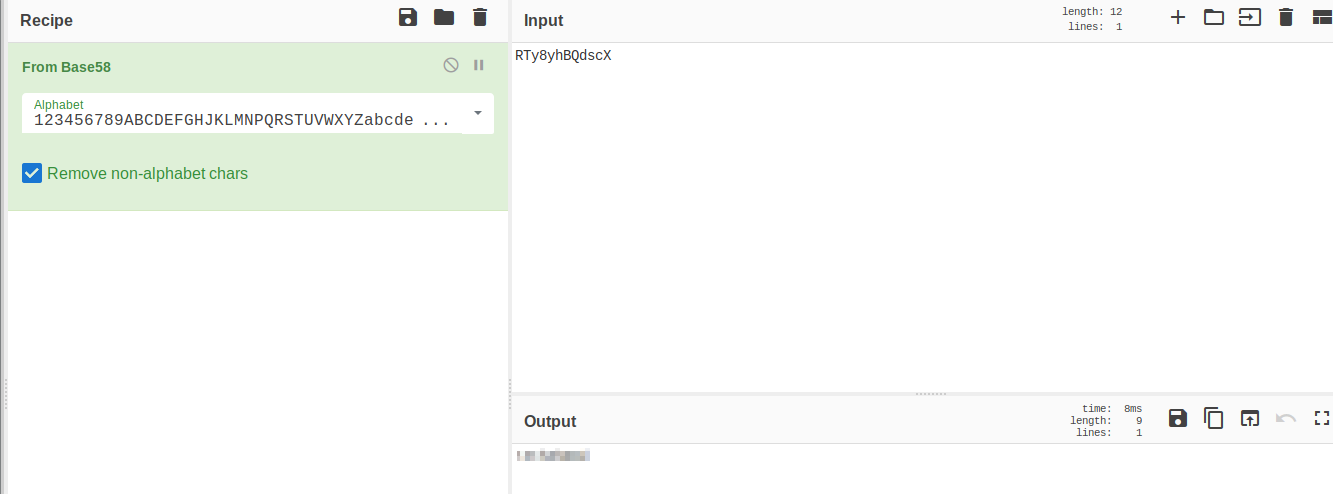 Recipe
From Base58
Alphabet
123456789ABCDEFGHJKLMNPQRSTUVWXYZabcde ...
Remove non-alphabet chars
Input
length: 12
lines: 1
RTy8yhBQdscX
Output
time: 8ms
length: 9
lines: 1